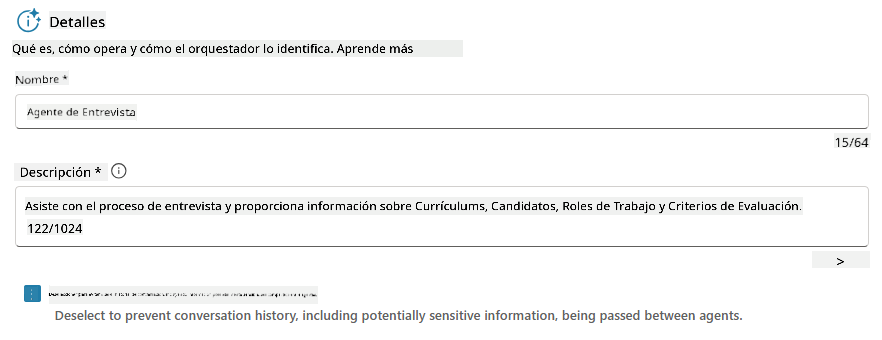 Detalles
Qué es, cómo opera y cómo el orquestador lo identifica. Aprende más
Nombre *
Agente de Entrevista
15/64
Descripción *
Asiste con el proceso de entrevista y proporciona información sobre Currículums, Candidatos, Roles de Trabajo y Criterios de Evaluación.
122/1024
>
Deselect to prevent conversation history, including potentially sensitive information, being passed between agents.